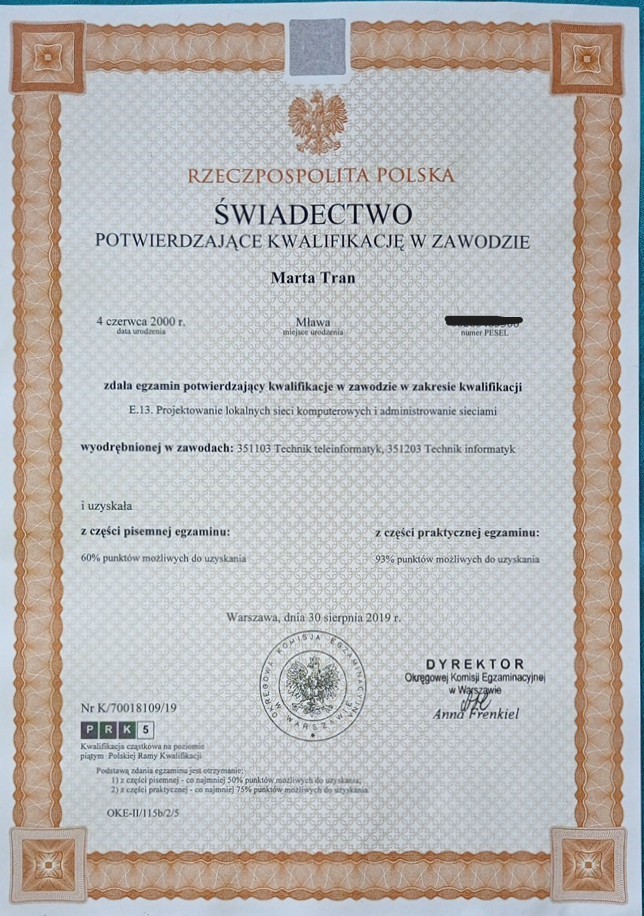 RZECZPOSPOLITA POLSKA
ŚWIADECTWO
POTWIERDZAJĄCE KWALIFIKACJĘ W ZAWODZIE
Marta Tran
4 czerwca 2000 r. Mława
data urodzenia miejsce urodzenia numer PESEL
zdała egzamin potwierdzający kwalifikacje w zawodzie w zakresie kwalifikacji
E.13. Projektowanie lokalnych sieci komputerowych i administrowanie sieciami
wyodrębnionej w zawodach: 351103 Technik teleinformatyk, 351203 Technik informatyk
i uzyskała
z części pisemnej egzaminu: z części praktycznej egzaminu:
60% punktów możliwych do uzyskania 93% punktów możliwych do uzyskania
Warszawa, dnia 30 sierpnia 2019 r.
OKRĘGOWA KOMISJA EGZAMINACYJNA
W WARSZAWIE
DYREKTOR
Okręgowej Komisji Egzaminacyjnej
w Warszawie
Anna Frenkiel
Nr K/70018109/19
PRK5
Kwalifikacja cząstkowa na poziomie
piątym Polskiej Ramy Kwalifikacji
Podstawą zdania egzaminu jest otrzymanie:
1) z części pisemnej - co najmniej 50% punktów możliwych do uzyskania;
2) z części praktycznej - co najmniej 75% punktów możliwych do uzyskania.
OKE-II/115b/2/5